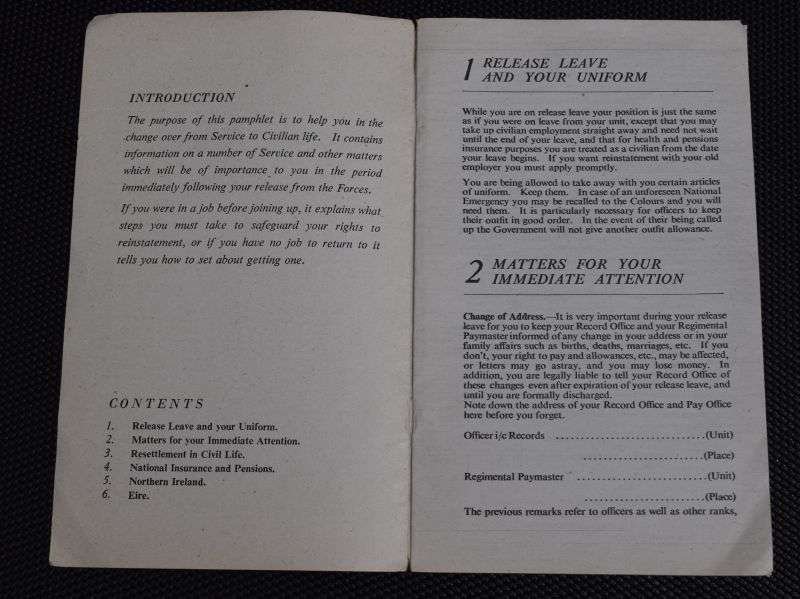 INTRODUCTION
The purpose of this pamphlet is to help you in the
change over from Service to Civilian life. It contains
information on a number of Service and other matters
which will be of importance to you in the period
immediately following your release from the Forces.
If you were in a job before joining up, it explains what
steps you must take to safeguard your rights to
reinstatement, or if you have no job to return to it
tells you how to set about getting one.
CONTENTS
1. Release Leave and your Uniform.
2. Matters for your Immediate Attention.
3. Resettlement in Civil Life.
4. National Insurance and Pensions.
5. Northern Ireland.
6. Eire.
1 RELEASE LEAVE
AND YOUR UNIFORM
While you are on release leave your position is just the same
as if you were on leave from your unit, except that you may
take up civilian employment straight away and need not wait
until the end of your leave, and that for health and pensions
insurance purposes you are treated as a civilian from the date
your leave begins. If you want reinstatement with your old
employer you must apply promptly.
You are being allowed to take away with you certain articles
of uniform. Keep them. In case of an unforeseen National
Emergency you may be recalled to the Colours and you will
need them. It is particularly necessary for officers to keep
their outfit in good order. In the event of their being called
up the Government will not give another outfit allowance.
2 MATTERS FOR YOUR
IMMEDIATE ATTENTION
Change of Address.—It is very important during your release
leave for you to keep your Record Office and your Regimental
Paymaster informed of any change in your address or in your
family affairs such as births, deaths, marriages, etc. If you
don't, your right to pay and allowances, etc., may be affected,
or letters may go astray, and you may lose money. In
addition, you are legally liable to tell your Record Office of
these changes even after expiration of your release leave, and
until you are formally discharged.
Note down the address of your Record Office and Pay Office
here before you forget.
Officer i/c Records ..............................(Unit)
........................(Place)
Regimental Paymaster ..........................(Unit)
........................(Place)
The previous remarks refer to officers as well as other ranks,